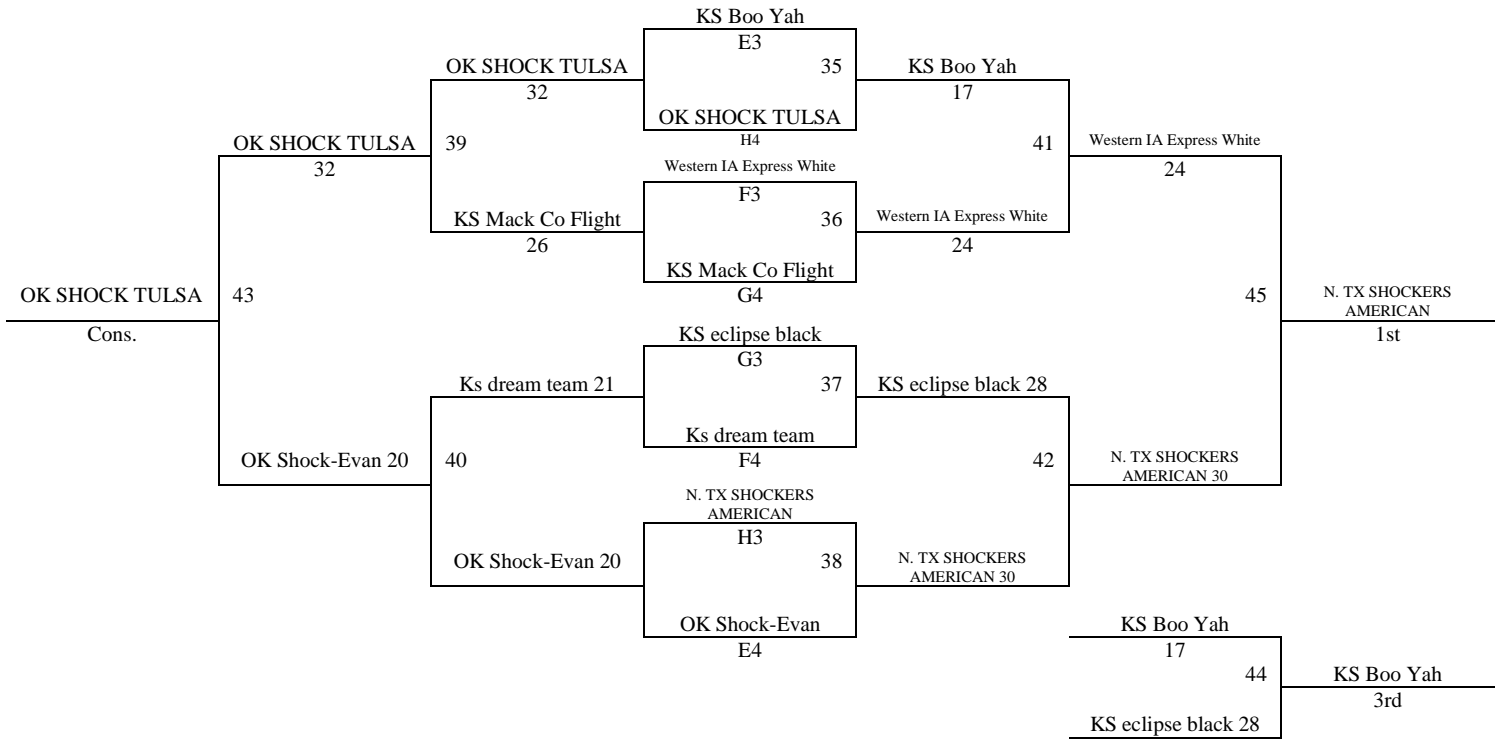 KS Boo Yah
E3
OK SHOCK TULSA
35
KS Boo Yah
32
17
OK SHOCK TULSA
H4
OK SHOCK TULSA
39
41
Western IA Express White
32
Western IA Express White
24
F3
KS Mack Co Flight
36
Western IA Express White
26
24
KS Mack Co Flight
G4
OK SHOCK TULSA
43
45
N. TX SHOCKERS
AMERICAN
Cons.
1st
KS eclipse black
G3
Ks dream team 21
37
KS eclipse black 28
Ks dream team
F4
OK Shock-Evan 20
40
42
N. TX SHOCKERS
AMERICAN 30
N. TX SHOCKERS
AMERICAN
H3
OK Shock-Evan 20
38
N. TX SHOCKERS
AMERICAN 30
OK Shock-Evan
E4
KS Boo Yah
17
44
KS Boo Yah
3rd
KS eclipse black 28